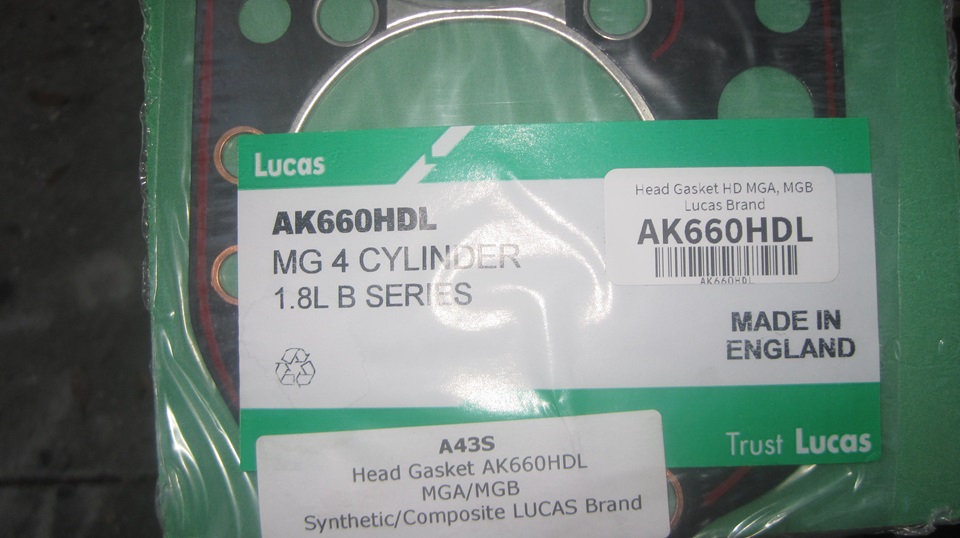 Lucas
AK660HDL
MG 4 CYLINDER
1.8L B SERIES
Head Gasket HD MGA, MGB
Lucas Brand
AK660HDL
AK660HDL
MADE IN
ENGLAND
Trust Lucas
A43S
Head Gasket AK660HDL
MGA/MGB
Synthetic/Composite LUCAS Brand